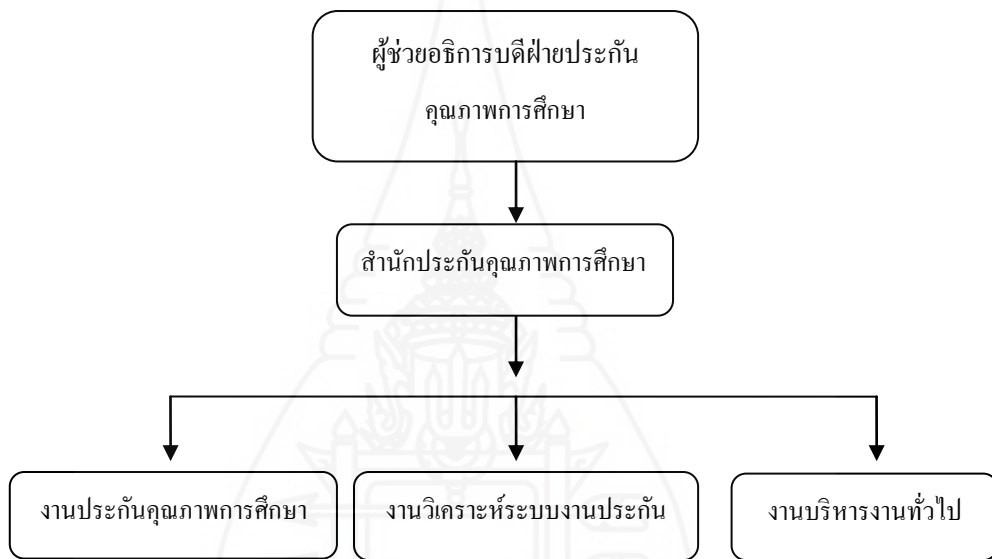 ผู้ช่วยอธิการบดีฝ่ายประกัน
คุณภาพการศึกษา
สำนักประกันคุณภาพการศึกษา
งานประกันคุณภาพการศึกษา
งานวิเคราะห์ระบบงานประกัน
งานบริหารงานทั่วไป